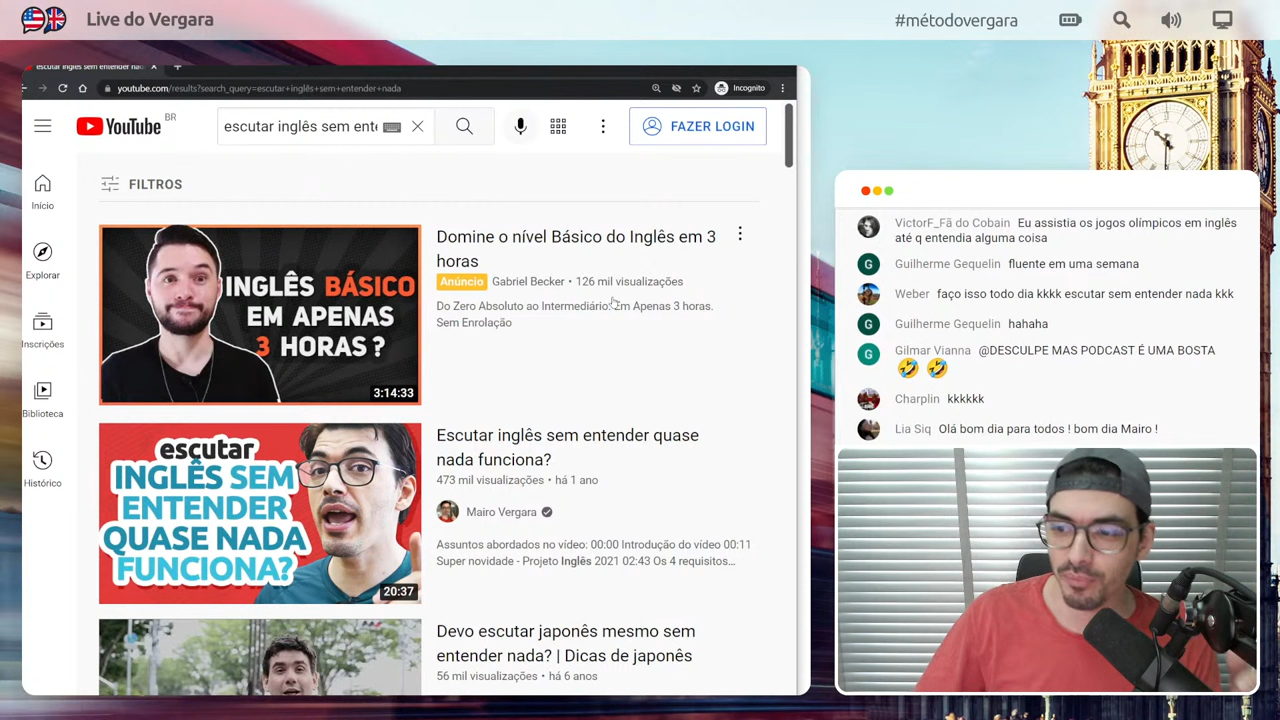 Live do Vergara
#métodovergara
escutar inglês sem entender nad
youtube.com/results?search_query=escutar+inglês+sem+entender+nada
Incognito
YouTube BR
escutar inglês sem ente
FAZER LOGIN
FILTROS
Início
Explorar
Inscrições
Biblioteca
Histórico
INGLÊS BÁSICO
EM APENAS
3 HORAS ?
3:14:33
Domine o nível Básico do Inglês em 3
horas
Anúncio Gabriel Becker • 126 mil visualizações
Do Zero Absoluto ao Intermediário: Em Apenas 3 horas.
Sem Enrolação
escutar
INGLÊS SEM
ENTENDER
QUASE NADA
FUNCIONA?
20:37
Escutar inglês sem entender quase
nada funciona?
473 mil visualizações • há 1 ano
Mairo Vergara
Assuntos abordados no vídeo: 00:00 Introdução do vídeo 00:11
Super novidade - Projeto Inglês 2021 02:43 Os 4 requisitos...
Devo escutar japonês mesmo sem
entender nada? | Dicas de japonês
56 mil visualizações • há 6 anos
VictorF_Fã do Cobain Eu assistia os jogos olímpicos em inglês
até q entendia alguma coisa
G Guilherme Gequelin fluente em uma semana
Weber faço isso todo dia kkkk escutar sem entender nada kkk
G Guilherme Gequelin hahaha
G Gilmar Vianna @DESCULPE MAS PODCAST É UMA BOSTA
🤣 🤣
Charplin kkkkkk
Lia Siq Olá bom dia para todos ! bom dia Mairo !